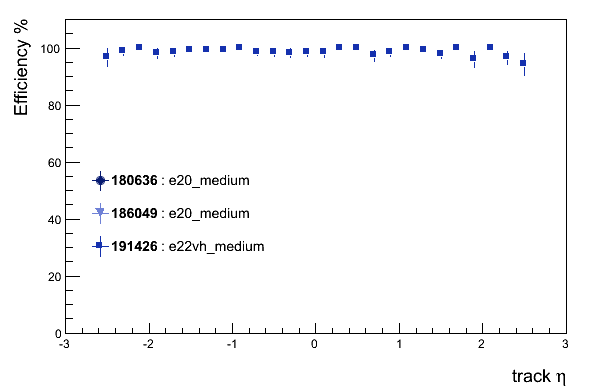 Efficiency %
100
80
60
40
20
0
180636 : e20_medium
186049 : e20_medium
191426 : e22vh_medium
-3 -2 -1 0 1 2 3
track η